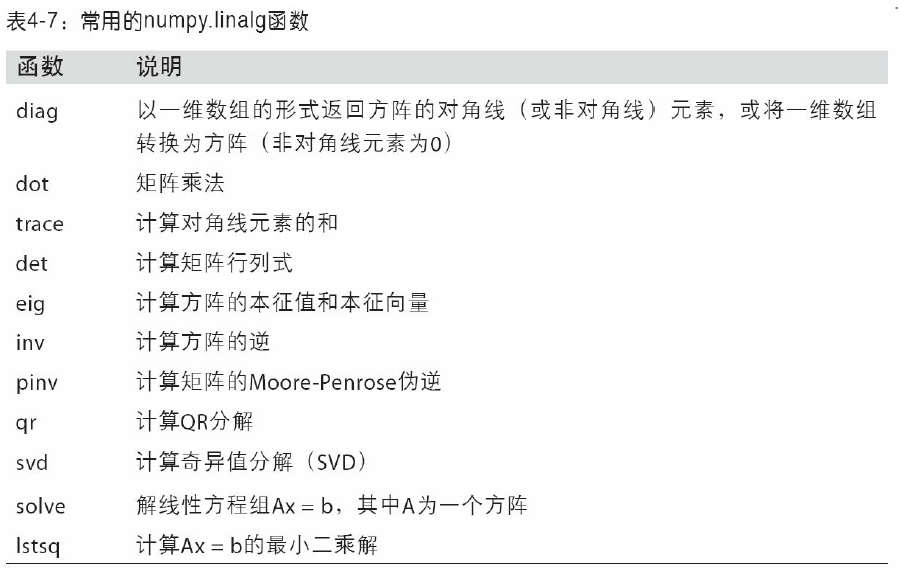 表4-7：常用的numpy.linalg函数
函数 说明
diag 以一维数组的形式返回方阵的对角线（或非对角线）元素，或将一维数组
转换为方阵（非对角线元素为0）
dot 矩阵乘法
trace 计算对角线元素的和
det 计算矩阵行列式
eig 计算方阵的本征值和本征向量
inv 计算方阵的逆
pinv 计算矩阵的Moore-Penrose伪逆
qr 计算QR分解
svd 计算奇异值分解（SVD）
solve 解线性方程组Ax = b，其中A为一个方阵
lstsq 计算Ax = b的最小二乘解